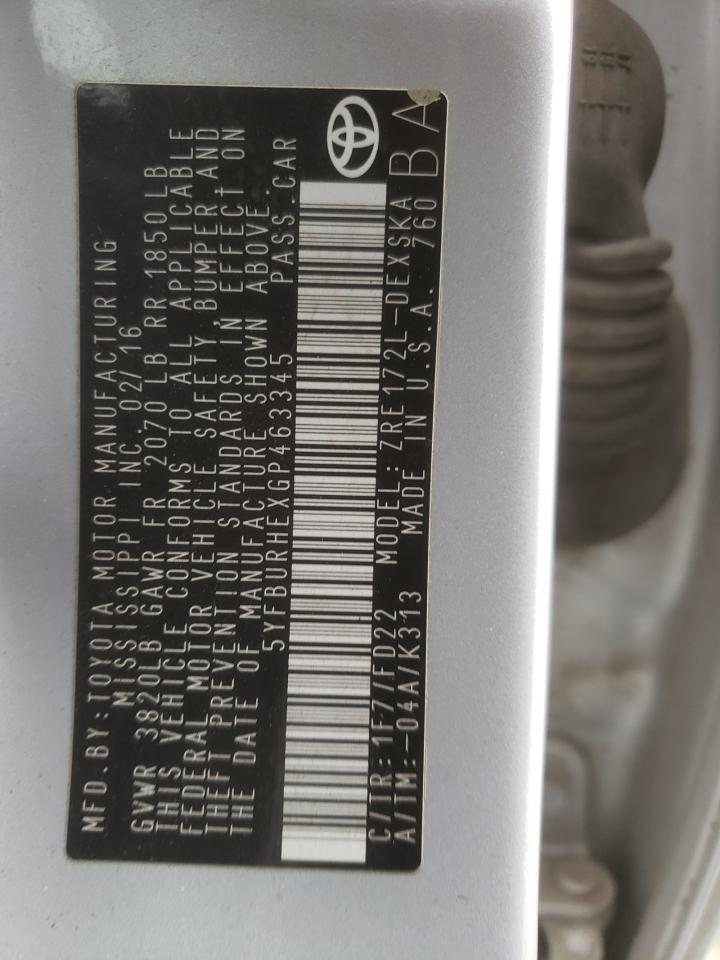 MFD.BY:TOYOTA MOTOR MANUFACTURING
MISSISSIPPI INC. 02/16
GVWR 3820LB GAWR FR 2070 LB RR 1850 LB
THIS VEHICLE CONFORMS TO ALL APPLICABLE
FEDERAL MOTOR VEHICLE SAFETY, BUMPER, AND
THEFT PREVENTION STANDARDS IN EFFECT ON
THE DATE OF MANUFACTURE SHOWN ABOVE.
5YFBURHEXGP463345 PASS.CAR
C/TR:1F7/FD22 MODEL:ZRE172L-DEXSKA
A/TM:-04A/K313 MADE IN U.S.A. 760 BA